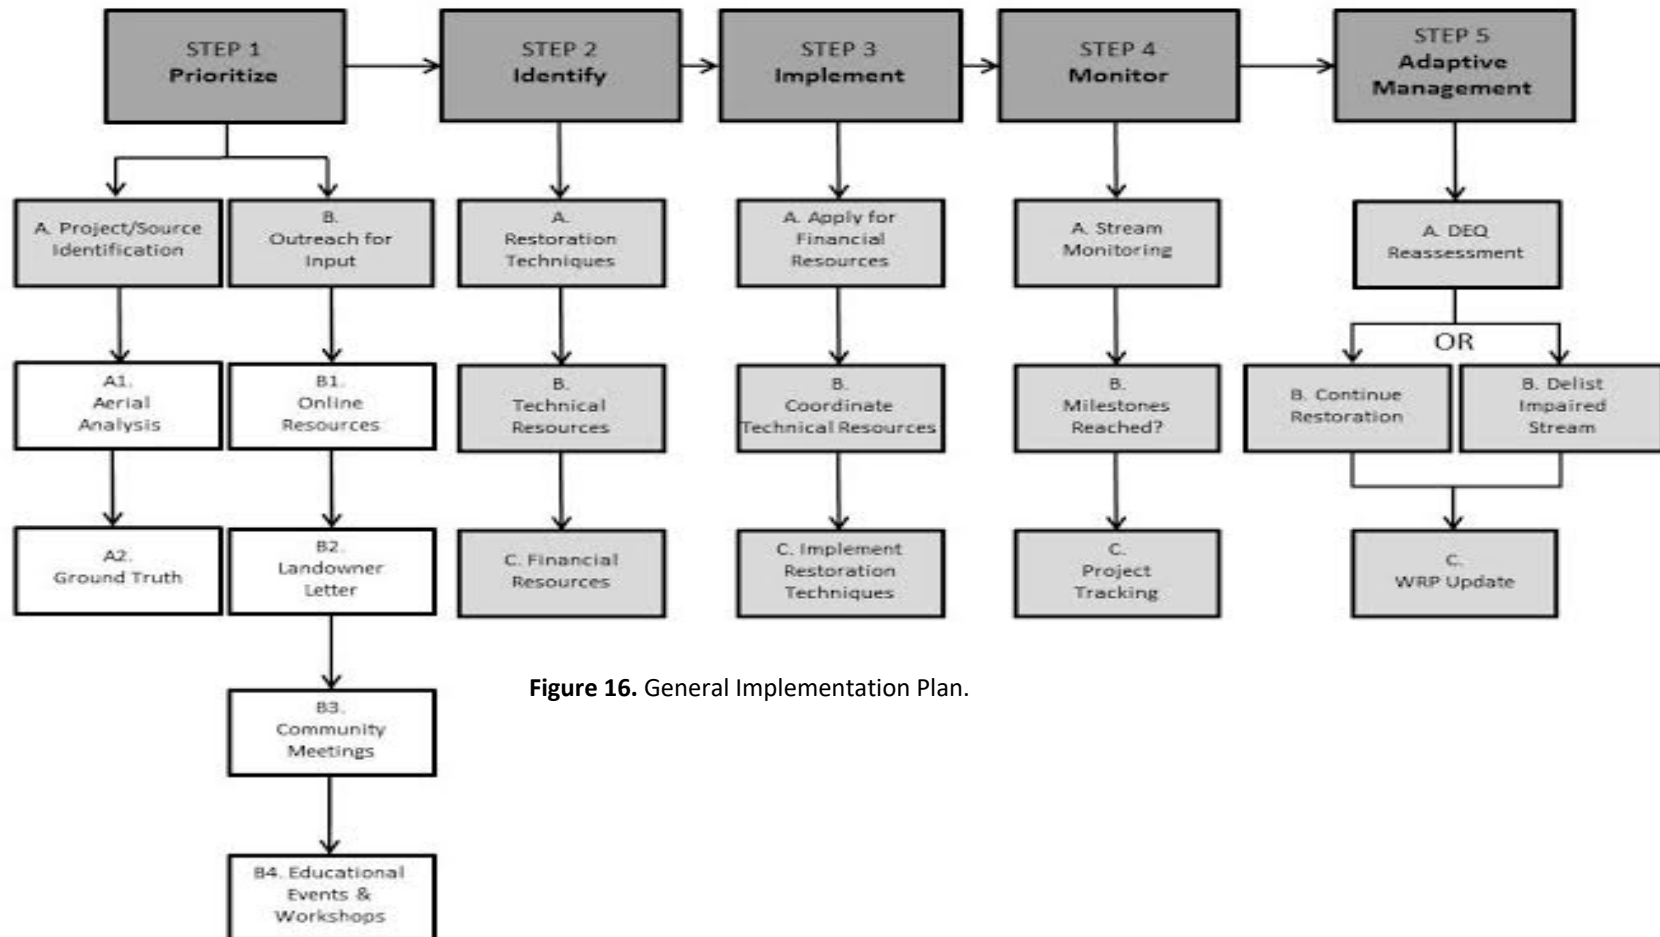 STEP 1
Prioritize
STEP 2
Identify
STEP 3
Implement
STEP 4
Monitor
STEP 5
Adaptive
Management
A. Project/Source
Identification
B.
Outreach for
Input
A.
Restoration
Techniques
A. Apply for
Financial
Resources
A. Stream
Monitoring
A. DEQ
Reassessment
OR
A1.
Aerial
Analysis
B1.
Online
Resources
B.
Technical
Resources
B.
Coordinate
Technical Resources
B.
Milestones
Reached?
B. Continue
Restoration
B. Delist
Impaired
Stream
A2.
Ground Truth
B2.
Landowner
Letter
C. Financial
Resources
C. Implement
Restoration
Techniques
C.
Project
Tracking
C.
WRP Update
B3.
Community
Meetings
B4. Educational
Events &
Workshops
Figure 16. General Implementation Plan.